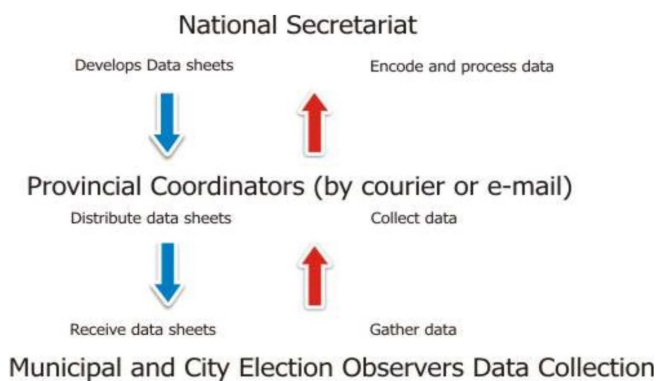 National Secretariat
Develops Data sheets Encode and process data
Provincial Coordinators (by courier or e-mail)
Distribute data sheets Collect data
Receive data sheets Gather data
Municipal and City Election Observers Data Collection